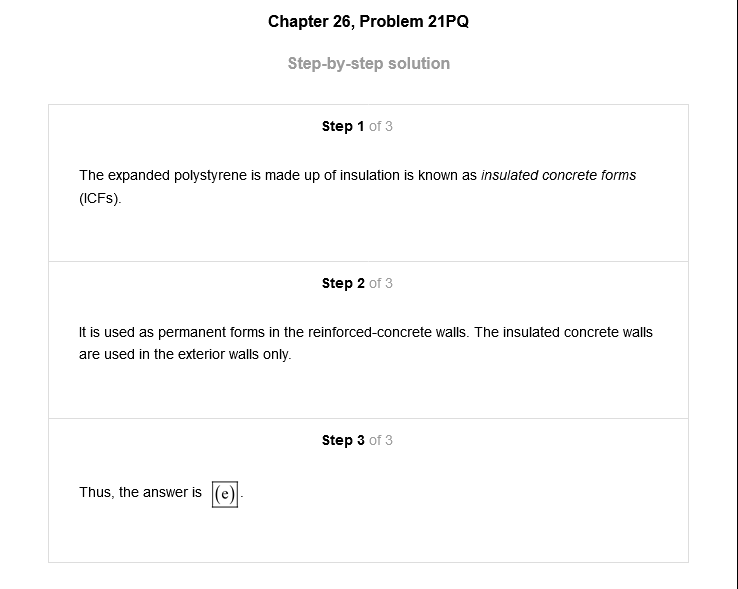 Chapter 26, Problem 21PQ
Step-by-step solution
Step 1 of 3
The expanded polystyrene is made up of insulation is known as insulated concrete forms
(ICFs).
Step 2 of 3
It is used as permanent forms in the reinforced-concrete walls. The insulated concrete walls
are used in the exterior walls only.
Step 3 of 3
Thus, the answer is (e).